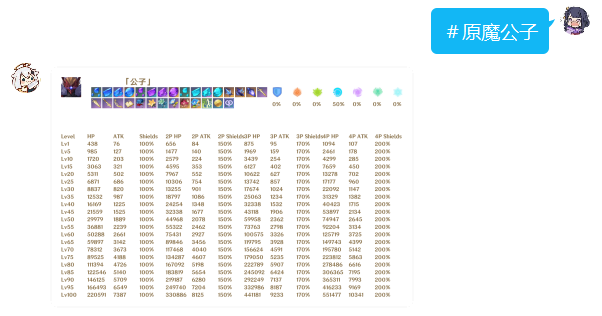 #原魔公子
「公子」
0% 0% 0% 50% 0% 0% 0%
Level HP ATK Shields 2P HP 2P ATK 2P Shields 3P HP 3P ATK 3P Shields 4P HP 4P ATK 4P Shields
Lv1 438 76 100% 656 84 150% 875 95 170% 1094 107 200%
Lv5 985 127 100% 1477 140 150% 1969 159 170% 2461 178 200%
Lv10 1720 203 100% 2579 224 150% 3439 254 170% 4299 285 200%
Lv15 3063 321 100% 4595 353 150% 6127 402 170% 7659 450 200%
Lv20 5311 502 100% 7967 552 150% 10622 627 170% 13278 702 200%
Lv25 6871 686 100% 10306 754 150% 13742 857 170% 17177 960 200%
Lv30 8837 820 100% 13255 901 150% 17674 1024 170% 22092 1147 200%
Lv35 12532 987 100% 18797 1086 150% 25063 1234 170% 31329 1382 200%
Lv40 16169 1225 100% 24254 1348 150% 32338 1532 170% 40423 1715 200%
Lv45 21559 1525 100% 32338 1677 150% 43118 1906 170% 53897 2134 200%
Lv50 29979 1889 100% 44968 2078 150% 59958 2362 170% 74947 2645 200%
Lv55 36881 2239 100% 55322 2462 150% 73763 2798 170% 92204 3134 200%
Lv60 50288 2661 100% 75431 2927 150% 100575 3326 170% 125719 3725 200%
Lv65 59897 3142 100% 89846 3456 150% 119795 3928 170% 149743 4399 200%
Lv70 78312 3673 100% 117468 4040 150% 156624 4591 170% 195780 5142 200%
Lv75 89525 4188 100% 134287 4607 150% 179050 5235 170% 223812 5863 200%
Lv80 111394 4726 100% 167092 5198 150% 222789 5907 170% 278486 6616 200%
Lv85 122546 5140 100% 183819 5654 150% 245092 6424 170% 306365 7195 200%
Lv90 146125 5709 100% 219187 6280 150% 292249 7137 170% 365311 7993 200%
Lv95 166493 6549 100% 249740 7204 150% 332986 8187 170% 416233 9169 200%
Lv100 220591 7387 100% 330886 8125 150% 441181 9233 170% 551477 10341 200%